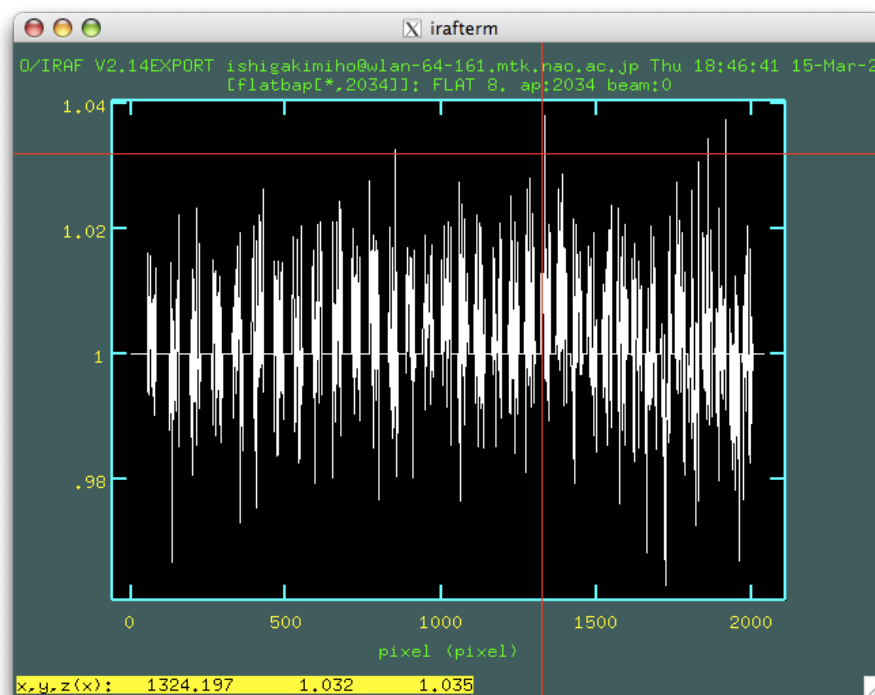 irafterm
O/IRAF V2.14EXPORT ishigakimiho@wlan-64-161.mtk.nao.ac.jp Thu 18:46:41 15-Mar-2
[flatbap[*,2034]]: FLAT 8. ap:2034 beam:0
1.04
1.02
1
.98
0 500 1000 1500 2000
pixel (pixel)
x,y,z(x): 1324.197 1.032 1.035